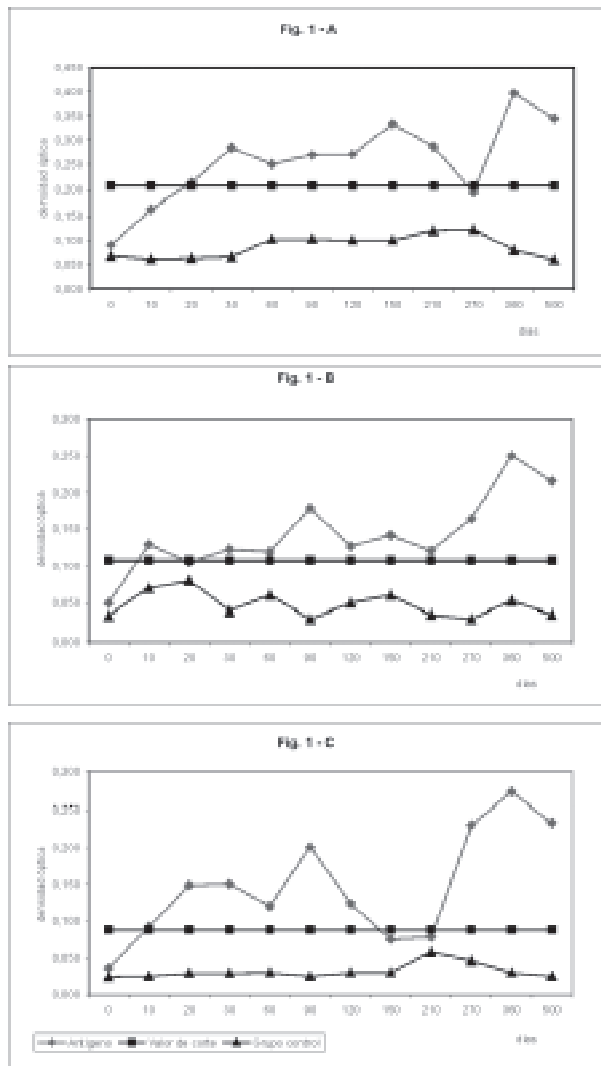 Fig. 1 - A
0,450
0,400
0,350
0,300
0,250
0,200
0,150
0,100
0,050
0,000
densidad óptica
0 10 20 30 60 90 120 150 210 270 360 500
días
Fig. 1 - B
0,300
0,250
0,200
0,150
0,100
0,050
0,000
densidad óptica
0 10 20 30 60 90 120 150 210 270 360 500
días
Fig. 1 - C
0,300
0,250
0,200
0,150
0,100
0,050
0,000
densidad óptica
0 10 20 30 60 90 120 150 210 270 360 500
días
Antígeno Valor de corte Grupo control